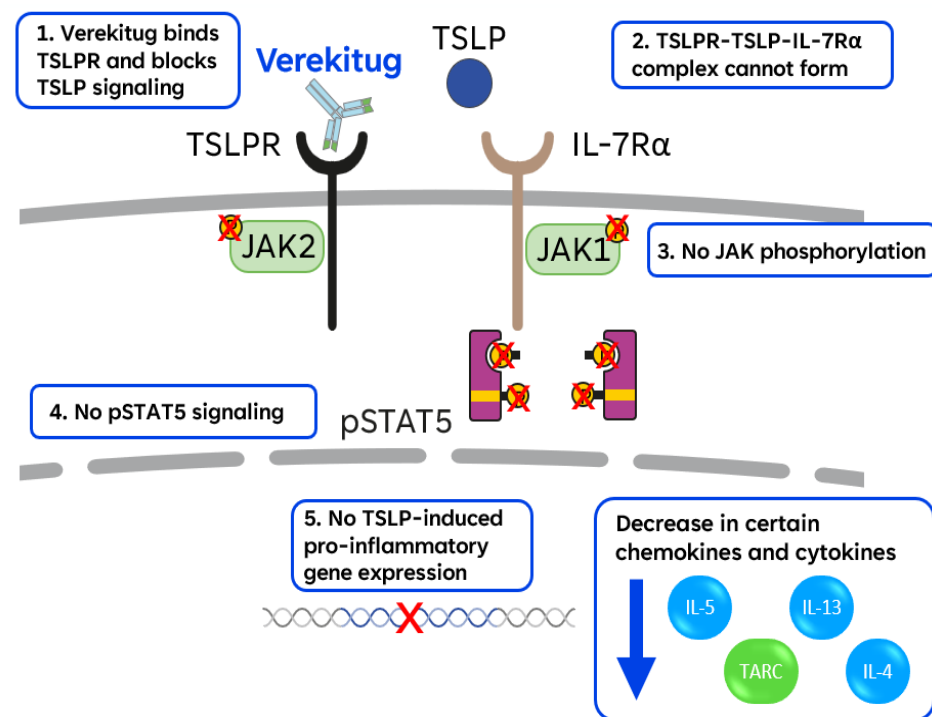 1. Verekitug binds
TSLPR and blocks
TSLP signaling
Verekitug
TSLP
2. TSLPR-TSLP-IL-7Rα
complex cannot form
TSLPR
IL-7Rα
P
JAK2
JAK1
P
3. No JAK phosphorylation
P
P
P
P
4. No pSTAT5 signaling
pSTAT5
5. No TSLP-induced
pro-inflammatory
gene expression
Decrease in certain
chemokines and cytokines
IL-5
IL-13
TARC
IL-4